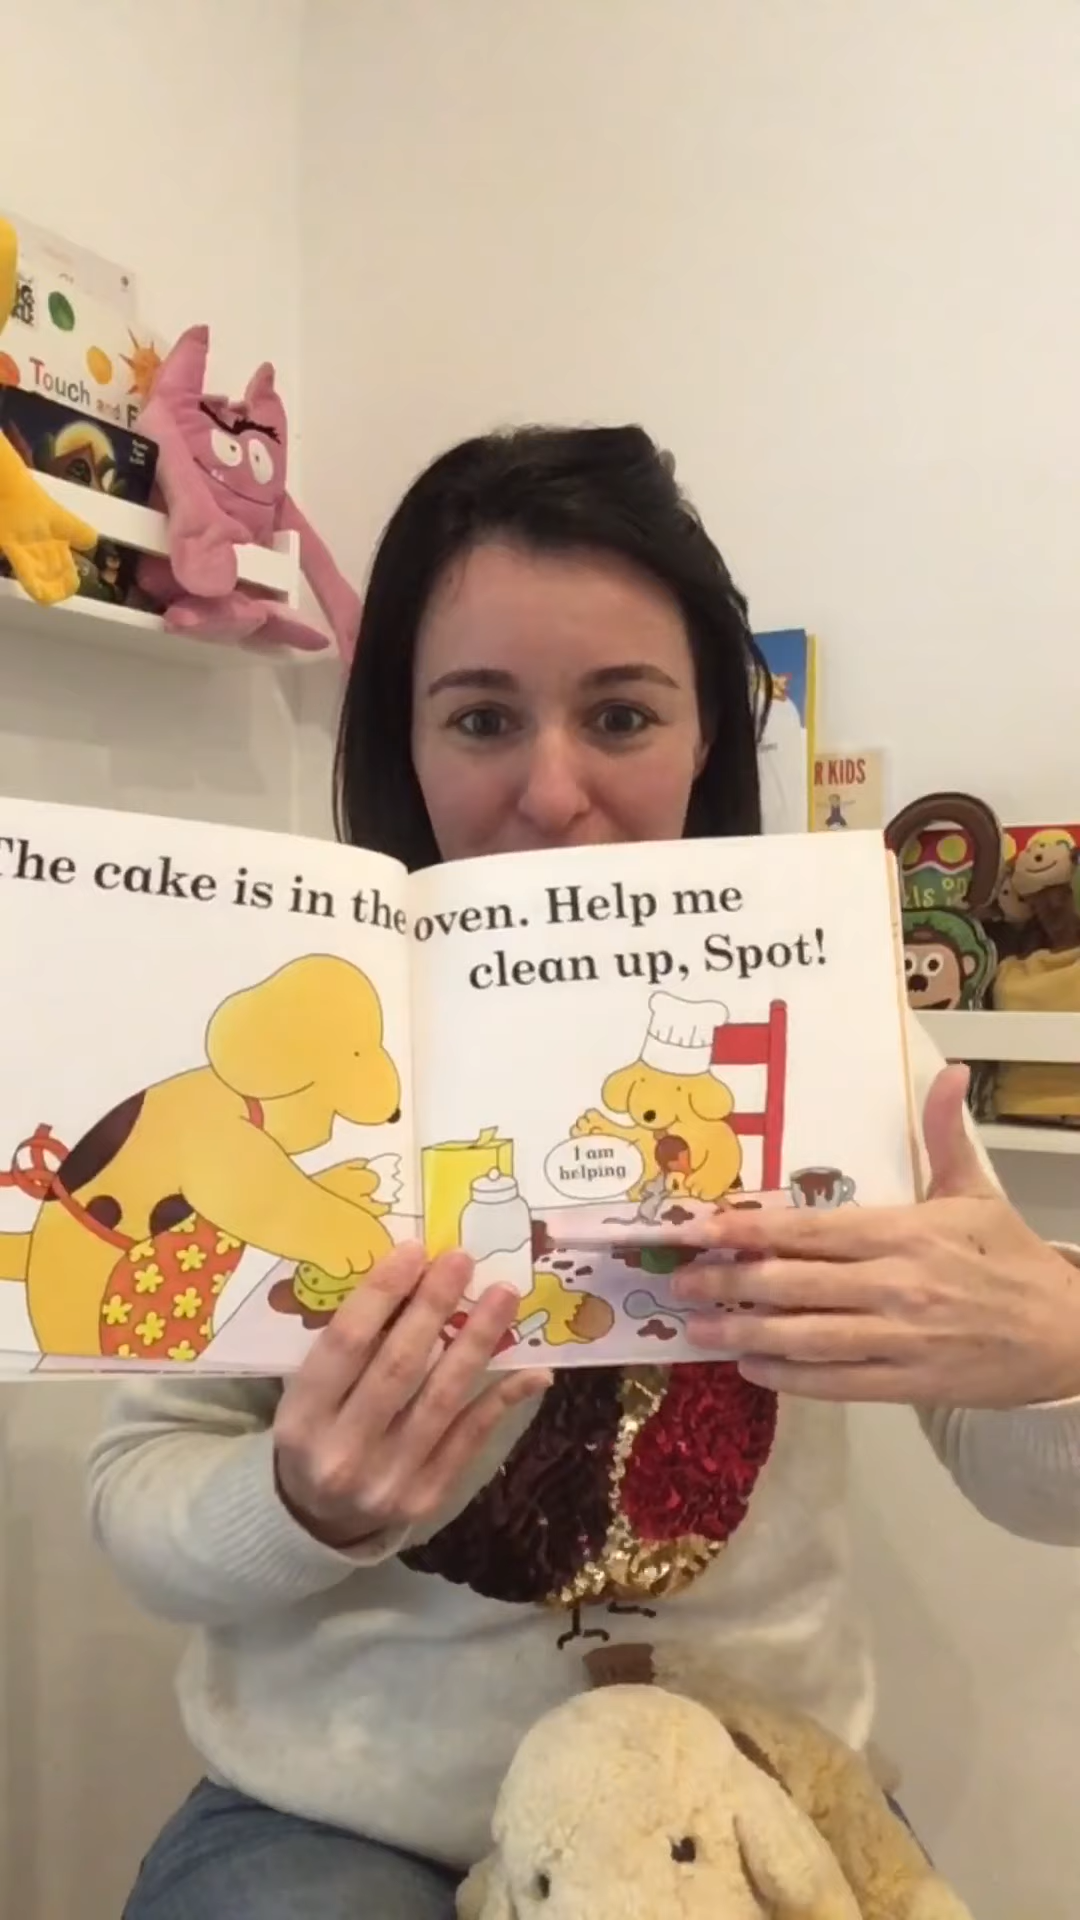 Touch and F
R KIDS
The cake is in the oven. Help me
clean up, Spot!
I am
helping